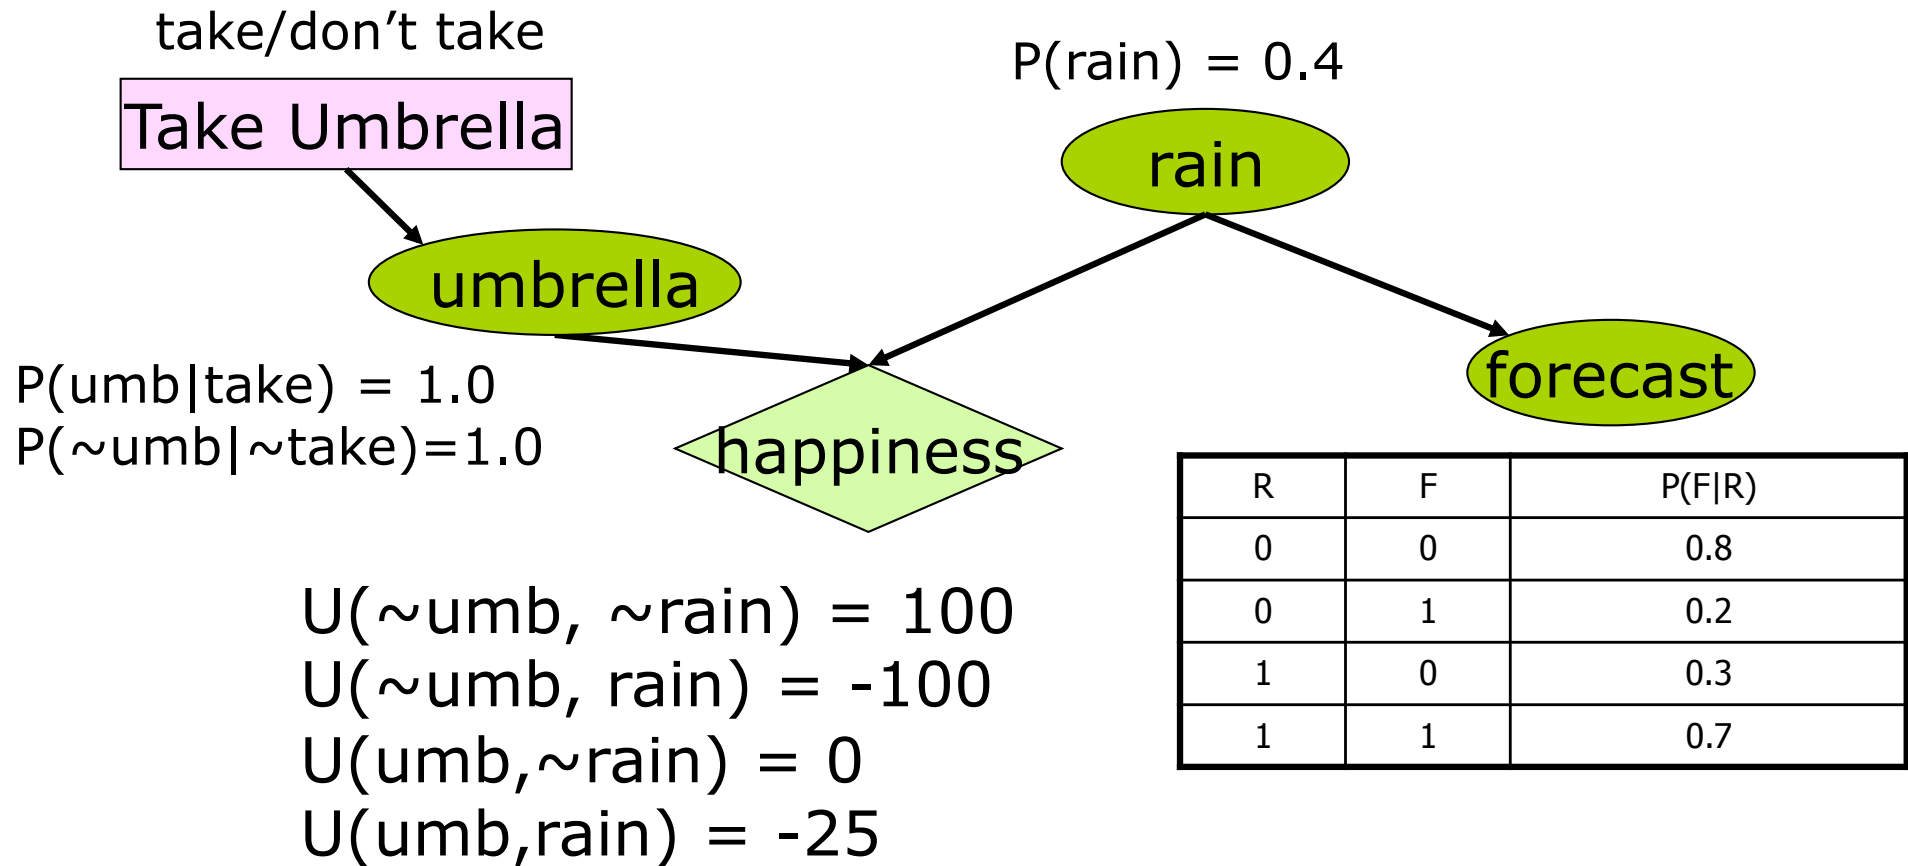 take/don’t take
Take Umbrella
P(rain) = 0.4
rain
umbrella
forecast
P(umb|take) = 1.0
P(~umb|~take)=1.0
happiness
R F P(F|R)
0 0 0.8
0 1 0.2
1 0 0.3
1 1 0.7
U(~umb, ~rain) = 100
U(~umb, rain) = -100
U(umb,~rain) = 0
U(umb,rain) = -25